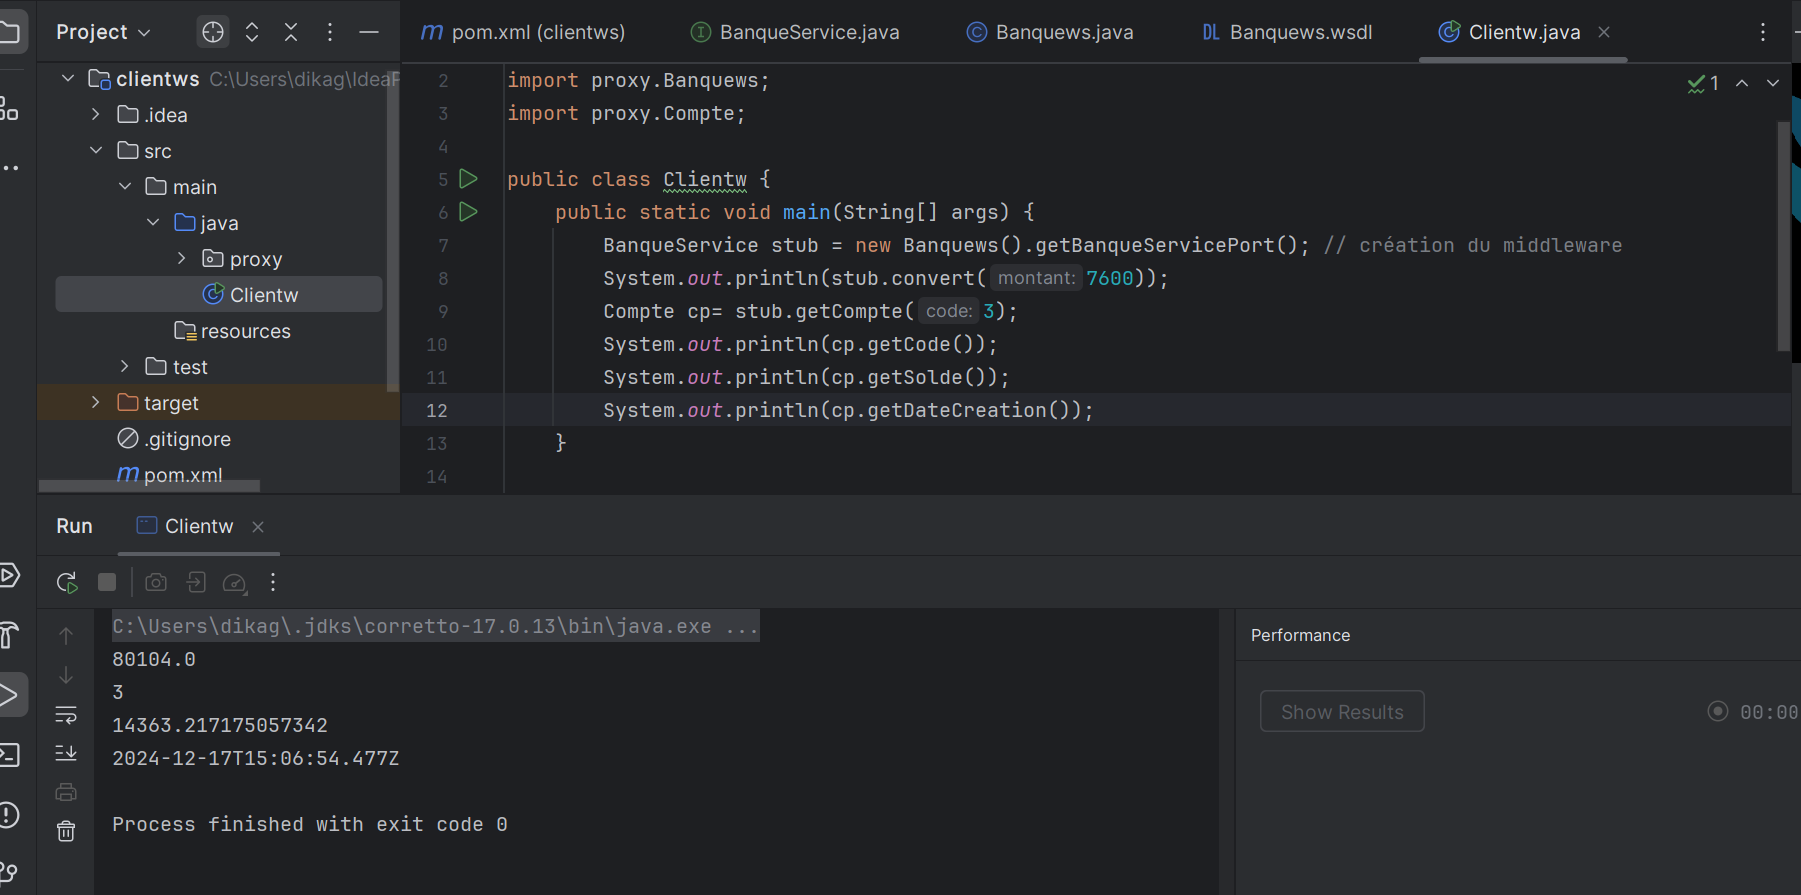 Project
pom.xml (clientws)
BanqueService.java
Banquews.java
DL Banquews.wsdl
Clientw.java
clientws C:\Users\dikag\IdeaP
.idea
src
main
java
proxy
Clientw
resources
test
target
.gitignore
pom.xml
1
2 import proxy.Banquews;
3 import proxy.Compte;
4
5 public class Clientw {
6 public static void main(String[] args) {
7 BanqueService stub = new Banquews().getBanqueServicePort(); // création du middleware
8 System.out.println(stub.convert( montant: 7600));
9 Compte cp= stub.getCompte( code: 3);
10 System.out.println(cp.getCode());
11 System.out.println(cp.getSolde());
12 System.out.println(cp.getDateCreation());
13 }
14
Run Clientw
C:\Users\dikag\.jdks\corretto-17.0.13\bin\java.exe ...
80104.0
3
14363.217175057342
2024-12-17T15:06:54.477Z
Process finished with exit code 0
Performance
Show Results
00:00